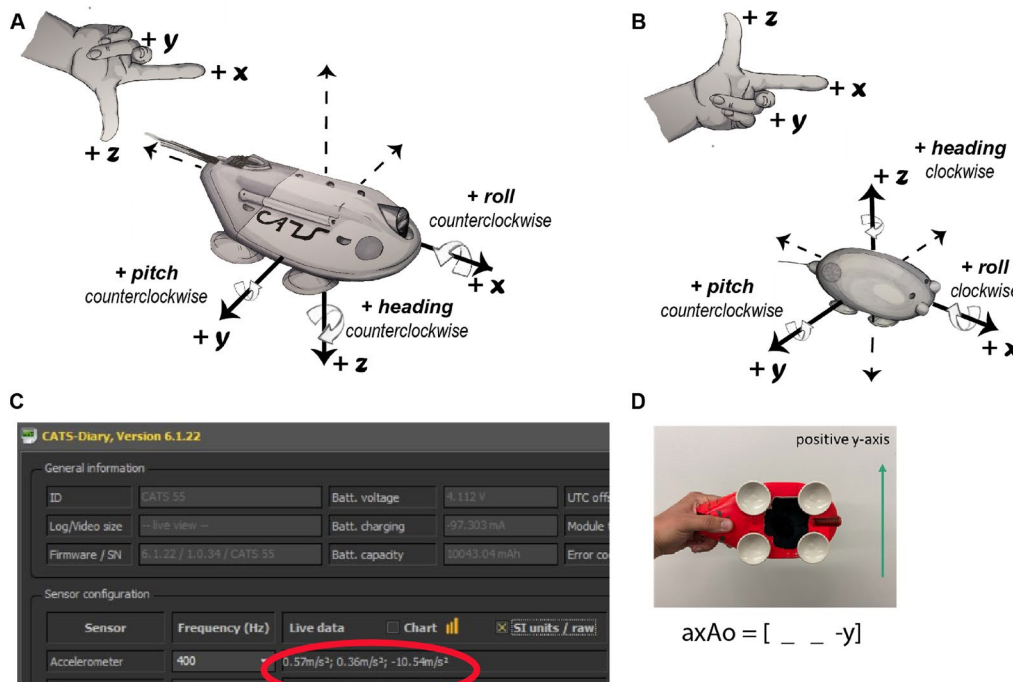 A
+ y
+ x
+ z
CATS
+ roll
counterclockwise
+ x
+ pitch
counterclockwise
+ y
+ heading
counterclockwise
+ z
B
+ z
+ x
+ y
+ heading
clockwise
+ z
+ roll
clockwise
+ x
+ pitch
counterclockwise
+ y
C
CATS-Diary, Version 6.1.22
General information
ID CATS 55 Batt. voltage 4.112 V UTC offs
Log/Video size -- live view -- Batt. charging -97.303 mA Module t
Firmware / SN 6.1.22 / 1.0.34 / CATS 55 Batt. capacity 10043.04 mAh Error co
Sensor configuration
Sensor Frequency (Hz) Live data Chart SI units / raw
Accelerometer 400 0.57m/s²; 0.36m/s²; -10.54m/s²
D
positive y-axis
axAo = [ _ _ -y]